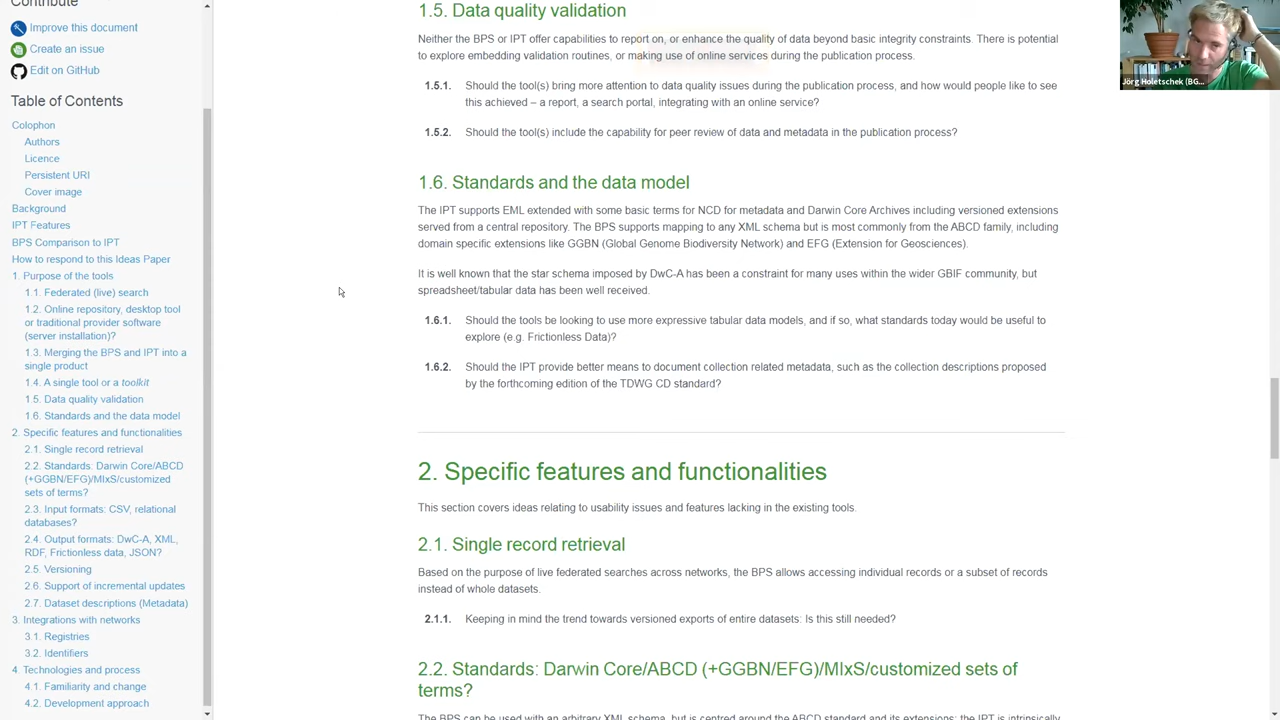 Contribute
Improve this document
Create an issue
Edit on GitHub
Table of Contents
Colophon
Authors
Licence
Persistent URI
Cover image
Background
IPT Features
BPS Comparison to IPT
How to respond to this Ideas Paper
1. Purpose of the tools
1.1. Federated (live) search
1.2. Online repository, desktop tool
or traditional provider software
(server installation)?
1.3. Merging the BPS and IPT into a
single product
1.4. A single tool or a toolkit
1.5. Data quality validation
1.6. Standards and the data model
2. Specific features and functionalities
2.1. Single record retrieval
2.2. Standards: Darwin Core/ABCD
(+GGBN/EFG)/MIxS/customized
sets of terms?
2.3. Input formats: CSV, relational
databases?
2.4. Output formats: DwC-A, XML,
RDF, Frictionless data, JSON?
2.5. Versioning
2.6. Support of incremental updates
2.7. Dataset descriptions (Metadata)
3. Integrations with networks
3.1. Registries
3.2. Identifiers
4. Technologies and process
4.1. Familiarity and change
4.2. Development approach
1.5. Data quality validation
Neither the BPS or IPT offer capabilities to report on, or enhance the quality of data beyond basic integrity constraints. There is potential
to explore embedding validation routines, or making use of online services during the publication process.
1.5.1. Should the tool(s) bring more attention to data quality issues during the publication process, and how would people like to see
this achieved – a report, a search portal, integrating with an online service?
1.5.2. Should the tool(s) include the capability for peer review of data and metadata in the publication process?
1.6. Standards and the data model
The IPT supports EML extended with some basic terms for NCD for metadata and Darwin Core Archives including versioned extensions
served from a central repository. The BPS supports mapping to any XML schema but is most commonly from the ABCD family, including
domain specific extensions like GGBN (Global Genome Biodiversity Network) and EFG (Extension for Geosciences).
It is well known that the star schema imposed by DwC-A has been a constraint for many uses within the wider GBIF community, but
spreadsheet/tabular data has been well received.
1.6.1. Should the tools be looking to use more expressive tabular data models, and if so, what standards today would be useful to
explore (e.g. Frictionless Data)?
1.6.2. Should the IPT provide better means to document collection related metadata, such as the collection descriptions proposed
by the forthcoming edition of the TDWG CD standard?
2. Specific features and functionalities
This section covers ideas relating to usability issues and features lacking in the existing tools.
2.1. Single record retrieval
Based on the purpose of live federated searches across networks, the BPS allows accessing individual records or a subset of records
instead of whole datasets.
2.1.1. Keeping in mind the trend towards versioned exports of entire datasets: Is this still needed?
2.2. Standards: Darwin Core/ABCD (+GGBN/EFG)/MIxS/customized sets of
terms?
The BPS can be used with an arbitrary XML schema, but is centred around the ABCD standard and its extensions; the IPT is intrinsically
Jörg Holetschek (BG...